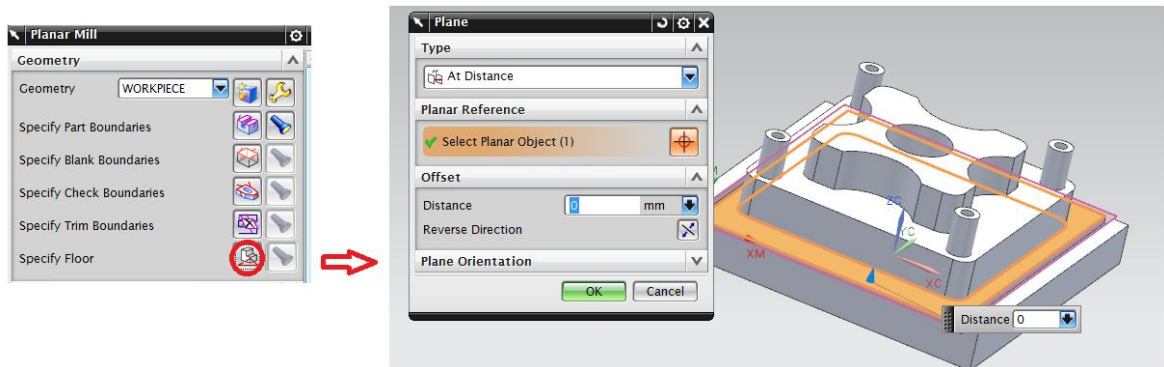 Planar Mill
Geometry
Geometry WORKPIECE
Specify Part Boundaries
Specify Blank Boundaries
Specify Check Boundaries
Specify Trim Boundaries
Specify Floor
Plane
Type
At Distance
Planar Reference
Select Planar Object (1)
Offset
Distance 0 mm
Reverse Direction
Plane Orientation
OK Cancel
M
ZC
YC
XM
XC
Distance 0